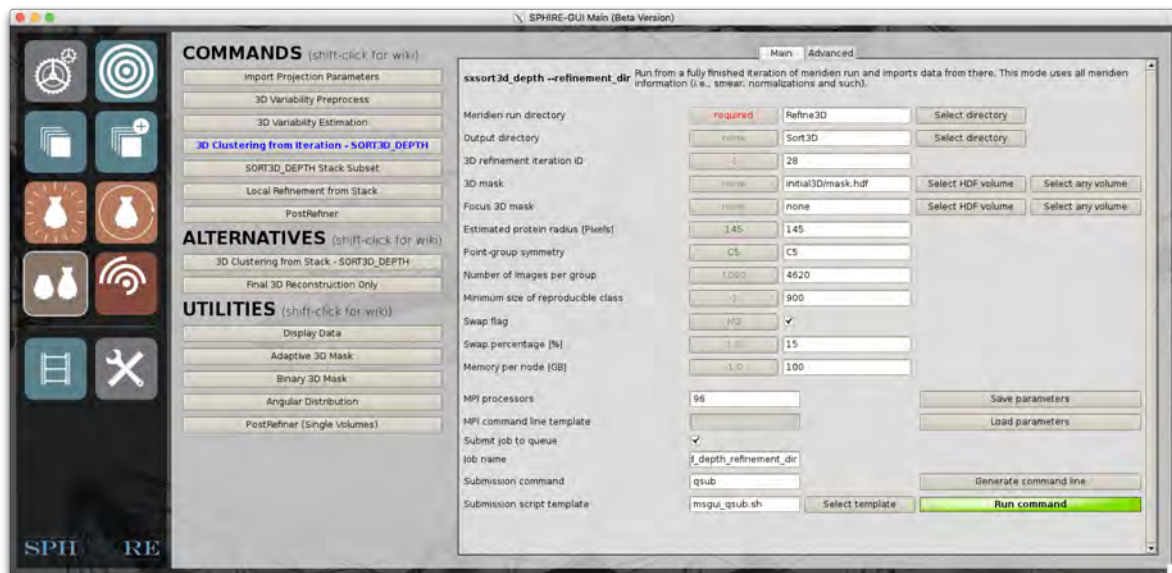 SPHIRE-GUI Main (Beta Version)
COMMANDS (shift-click for wiki)
Import Projection Parameters
3D Variability Preprocess
3D Variability Estimation
3D Clustering from Iteration - SORT3D_DEPTH
SORT3D_DEPTH Stack Subset
Local Refinement from Stack
PostRefiner
ALTERNATIVES (shift-click for wiki)
3D Clustering from Stack - SORT3D_DEPTH
Final 3D Reconstruction Only
UTILITIES (shift-click for wiki)
Display Data
Adaptive 3D Mask
Binary 3D Mask
Angular Distribution
PostRefiner (Single Volumes)
SPH RE
Main Advanced
sxsort3d_depth --refinement_dir Run from a fully finished iteration of meridien run and imports data from there. This mode uses all meridien
information (i.e., smear, normalizations and such).
Meridien run directory required Refine3D Select directory
Output directory none Sort3D Select directory
3D refinement iteration ID -1 28
3D mask none initial3D/mask.hdf Select HDF volume Select any volume
Focus 3D mask none none Select HDF volume Select any volume
Estimated protein radius [Pixels] 145 145
Point-group symmetry C5 C5
Number of images per group 1000 4620
Minimum size of reproducible class -1 900
Swap flag NO
Swap percentage [%] 1.0 15
Memory per node [GB] -1.0 100
MPI processors 96 Save parameters
MPI command line template Load parameters
Submit job to queue
Job name d_depth_refinement_dir
Submission command qsub Generate command line
Submission script template msgui_qsub.sh Select template Run command